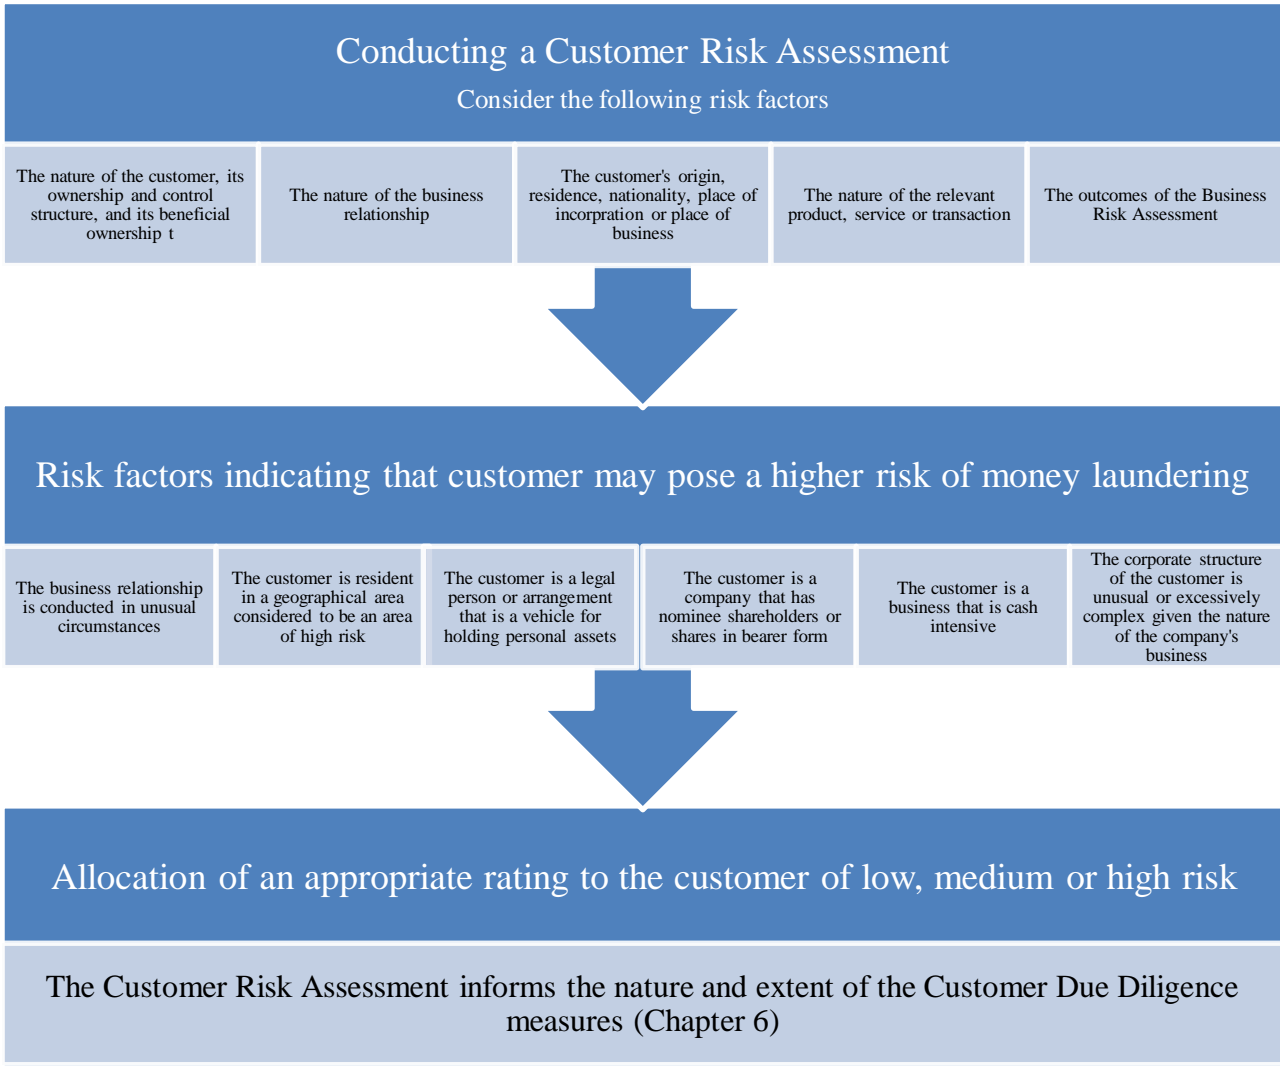 Conducting a Customer Risk Assessment
Consider the following risk factors
The nature of the customer, its
ownership and control
structure, and its beneficial
ownership t
The nature of the business
relationship
The customer's origin,
residence, nationality, place of
incorpration or place of
business
The nature of the relevant
product, service or transaction
The outcomes of the Business
Risk Assessment
Risk factors indicating that customer may pose a higher risk of money laundering
The business relationship
is conducted in unusual
circumstances
The customer is resident
in a geographical area
considered to be an area
of high risk
The customer is a legal
person or arrangement
that is a vehicle for
holding personal assets
The customer is a
company that has
nominee shareholders or
shares in bearer form
The customer is a
business that is cash
intensive
The corporate structure
of the customer is
unusual or excessively
complex given the nature
of the company's
business
Allocation of an appropriate rating to the customer of low, medium or high risk
The Customer Risk Assessment informs the nature and extent of the Customer Due Diligence
measures (Chapter 6)